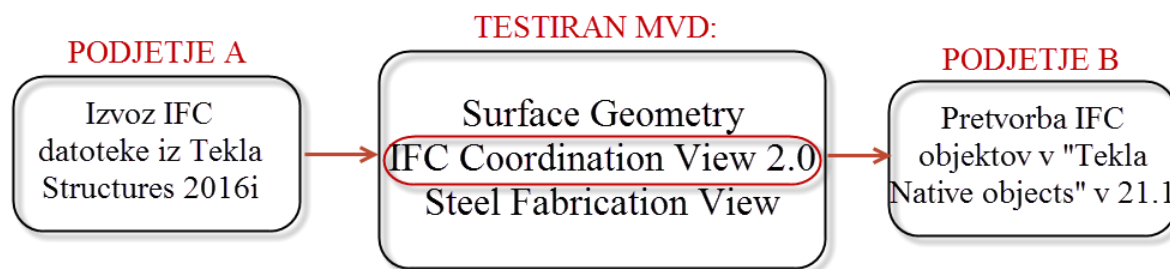 PODJETJE A
Izvoz IFC
datoteke iz Tekla
Structures 2016i
TESTIRAN MVD:
Surface Geometry
IFC Coordination View 2.0
Steel Fabrication View
PODJETJE B
Pretvorba IFC
objektov v "Tekla
Native objects" v 21.1